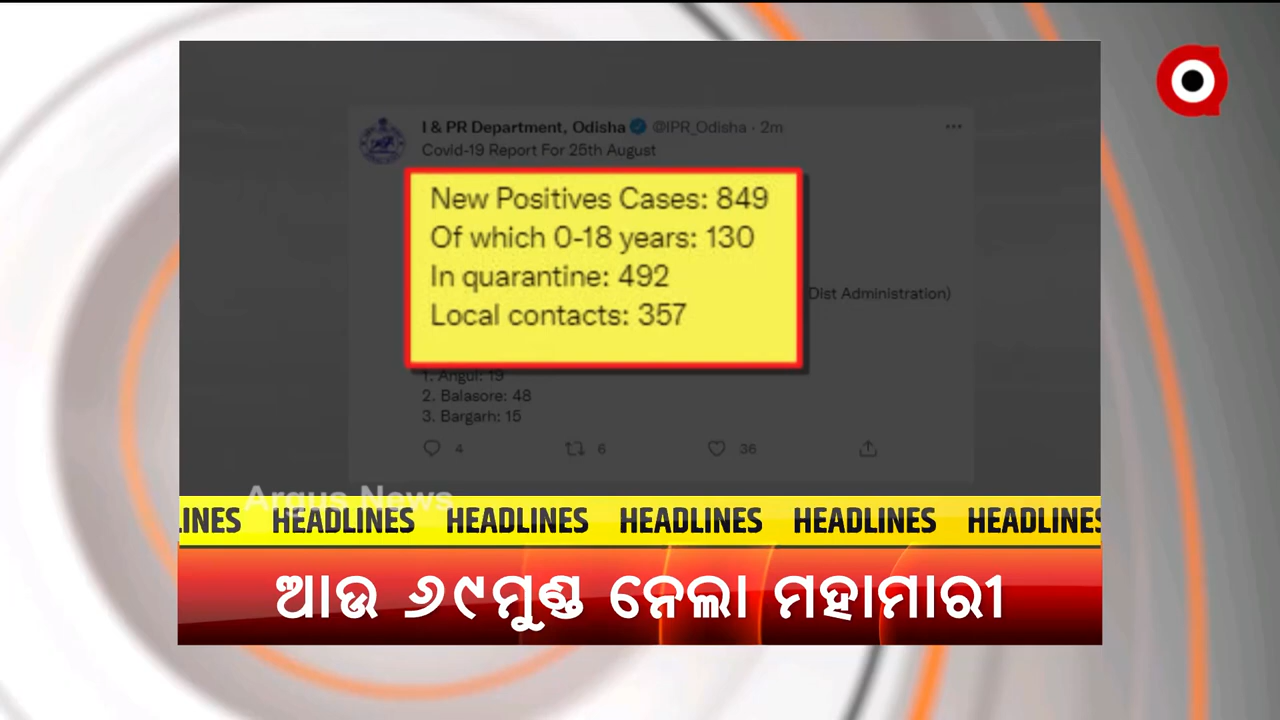 I & PR Department, Odisha @IPR_Odisha · 2m
Covid-19 Report For 25th August
New Positives Cases: 849
Of which 0-18 years: 130
In quarantine: 492
Local contacts: 357
Dist Administration)
1. Angul: 19
2. Balasore: 48
3. Bargarh: 15
4 6 36
Argus News
LINES HEADLINES HEADLINES HEADLINES HEADLINES HEADLINES
ଆଉ ୬୯ମୁଣ୍ଡ ନେଲା ମହାମାରୀ